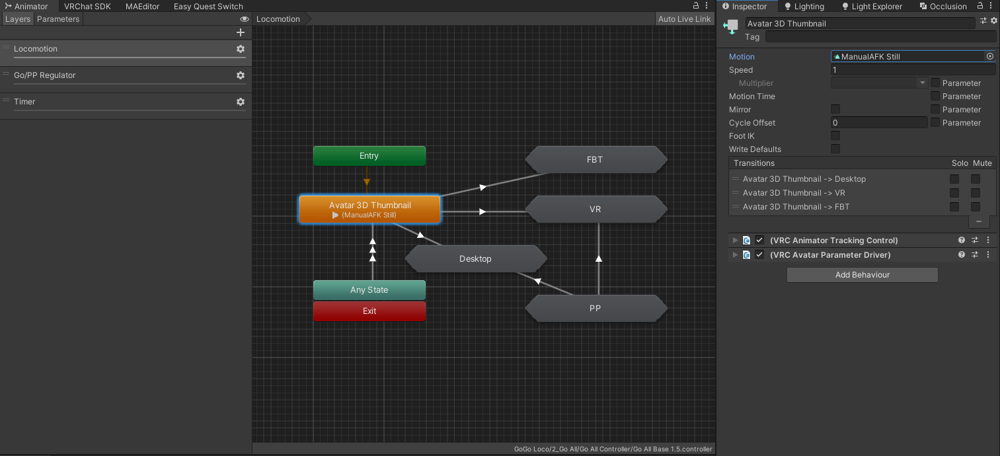 Animator VRChat SDK MAEditor Easy Quest Switch
Layers Parameters
Locomotion
Auto Live Link
Locomotion
Go/PP Regulator
Timer
Entry
Avatar 3D Thumbnail
(ManualAFK Still)
FBT
VR
Desktop
Any State
Exit
PP
GoGo Loco/2_Go All/Go All Controller/Go All Base 1.5.controller
Inspector Lighting Light Explorer Occlusion
Avatar 3D Thumbnail
Tag
Motion ManualAFK Still
Speed 1
Multiplier Parameter
Motion Time Parameter
Mirror Parameter
Cycle Offset 0 Parameter
Foot IK
Write Defaults
Transitions Solo Mute
Avatar 3D Thumbnail -> Desktop
Avatar 3D Thumbnail -> VR
Avatar 3D Thumbnail -> FBT
(VRC Animator Tracking Control)
(VRC Avatar Parameter Driver)
Add Behaviour